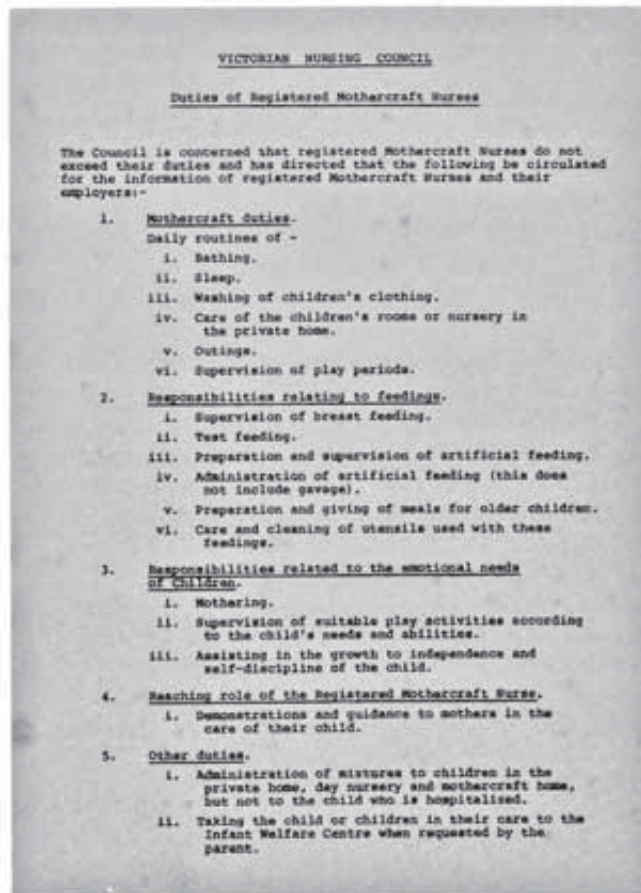 VICTORIAN NURSING COUNCIL
Duties of Registered Mothercraft Nurses
The Council is concerned that registered Mothercraft Nurses do not
exceed their duties and has directed that the following be circulated
for the information of registered Mothercraft Nurses and their
employers:-
1. Mothercraft duties.
Daily routines of -
i. Bathing.
ii. Sleep.
iii. Washing of children's clothing.
iv. Care of the children's rooms or nursery in
the private home.
v. Outings.
vi. Supervision of play periods.
2. Responsibilities relating to feedings.
i. Supervision of breast feeding.
ii. Test feeding.
iii. Preparation and supervision of artificial feeding.
iv. Administration of artificial feeding (this does
not include gavage).
v. Preparation and giving of meals for older children.
vi. Care and cleaning of utensils used with these
feedings.
3. Responsibilities related to the emotional needs
of Children.
i. Mothering.
ii. Supervision of suitable play activities according
to the child's needs and abilities.
iii. Assisting in the growth to independence and
self-discipline of the child.
4. role of the Registered Mothercraft Nurse.
i. Demonstrations and guidance to mothers in the
care of their child.
5. Other duties.
i. Administration of mixtures to children in the
private home, day nursery and mothercraft home,
but not to the child who is hospitalised.
ii. Taking the child or children in their care to the
Infant Welfare Centre when requested by the
parent.